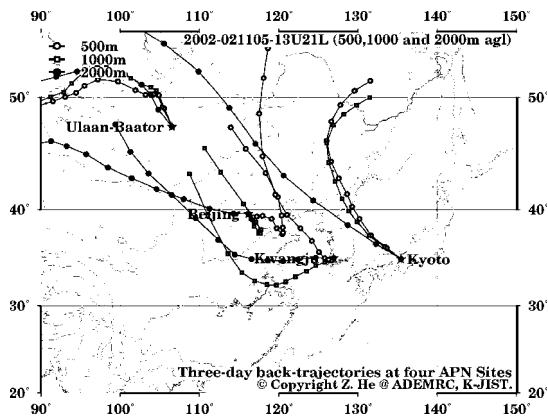 90˚ 100˚ 110˚ 120˚ 130˚ 140˚ 150˚
2002-021105-13U21L (500,1000 and 2000m agl)
500m
1000m
2000m
50˚ 50˚
Ulaan-Baator
40˚ 40˚
Beijing
Kwangju
Kyoto
30˚ 30˚
Three-day back-trajectories at four APN Sites
© Copyright Z. He @ ADEMRC, K-JIST.
20˚ 20˚
90˚ 100˚ 110˚ 120˚ 130˚ 140˚ 150˚